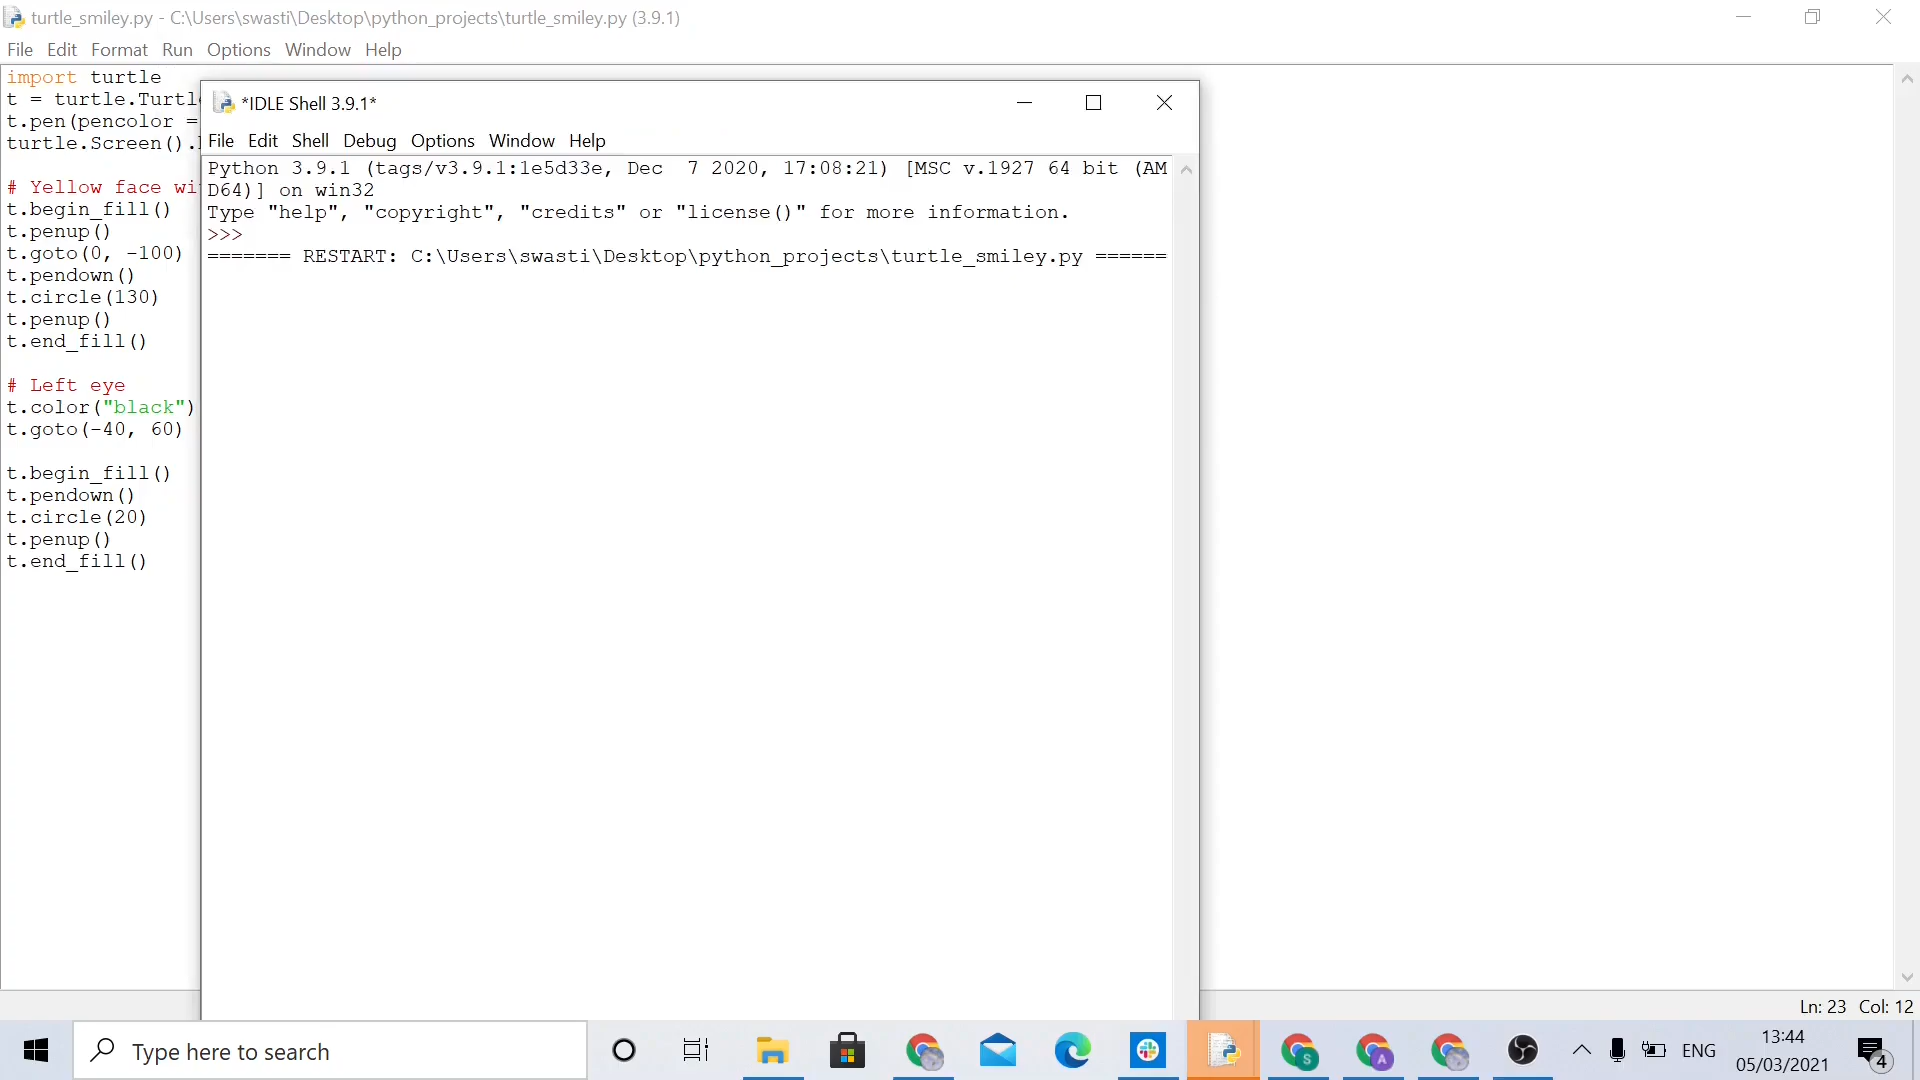 turtle_smiley.py - C:\Users\swasti\Desktop\python_projects\turtle_smiley.py (3.9.1)
File Edit Format Run Options Window Help
import turtle
t = turtle.Turtl
t.pen(pencolor =
turtle.Screen().
# Yellow face wi
t.begin_fill()
t.penup()
t.goto(0, -100)
t.pendown()
t.circle(130)
t.penup()
t.end_fill()
# Left eye
t.color("black")
t.goto(-40, 60)
t.begin_fill()
t.pendown()
t.circle(20)
t.penup()
t.end_fill()
*IDLE Shell 3.9.1*
File Edit Shell Debug Options Window Help
Python 3.9.1 (tags/v3.9.1:1e5d33e, Dec  7 2020, 17:08:21) [MSC v.1927 64 bit (AM
D64)] on win32
Type "help", "copyright", "credits" or "license()" for more information.
>>>
======= RESTART: C:\Users\swasti\Desktop\python_projects\turtle_smiley.py ======
Ln: 23 Col: 12
Type here to search
S
A
ENG
13:44
05/03/2021
4